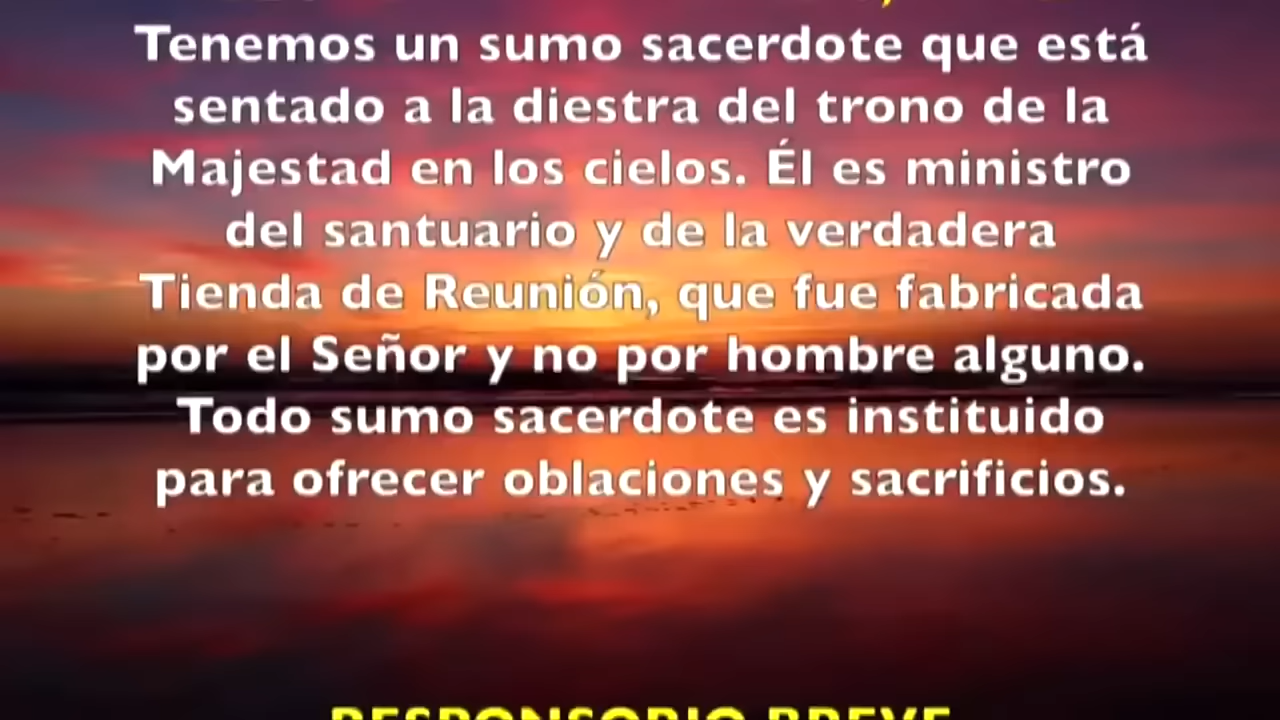 Tenemos un sumo sacerdote que está
sentado a la diestra del trono de la
Majestad en los cielos. Él es ministro
del santuario y de la verdadera
Tienda de Reunión, que fue fabricada
por el Señor y no por hombre alguno.
Todo sumo sacerdote es instituido
para ofrecer oblaciones y sacrificios.
RESPONSORIO BREVE